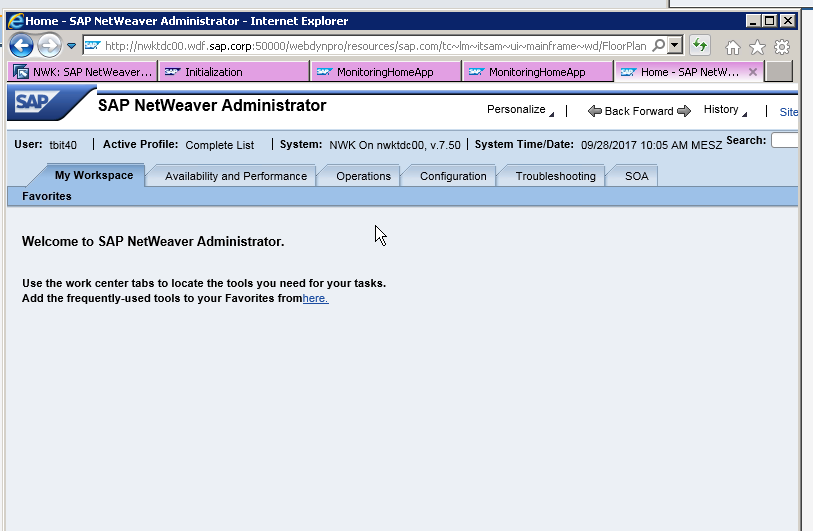 Home - SAP NetWeaver Administrator - Internet Explorer
http://nwktdc00.wdf.sap.corp:50000/webdynpro/resources/sap.com/tc~lm~itsam~ui~mainframe~wd/FloorPlan
NWK: SAP NetWeaver... Initialization MonitoringHomeApp MonitoringHomeApp Home - SAP NetW...
SAP SAP NetWeaver Administrator Personalize Back Forward History Site
User: tbit40 Active Profile: Complete List System: NWK On nwktdc00, v.7.50 System Time/Date: 09/28/2017 10:05 AM MESZ Search:
My Workspace Availability and Performance Operations Configuration Troubleshooting SOA
Favorites
Welcome to SAP NetWeaver Administrator.
Use the work center tabs to locate the tools you need for your tasks.
Add the frequently-used tools to your Favorites fromhere.